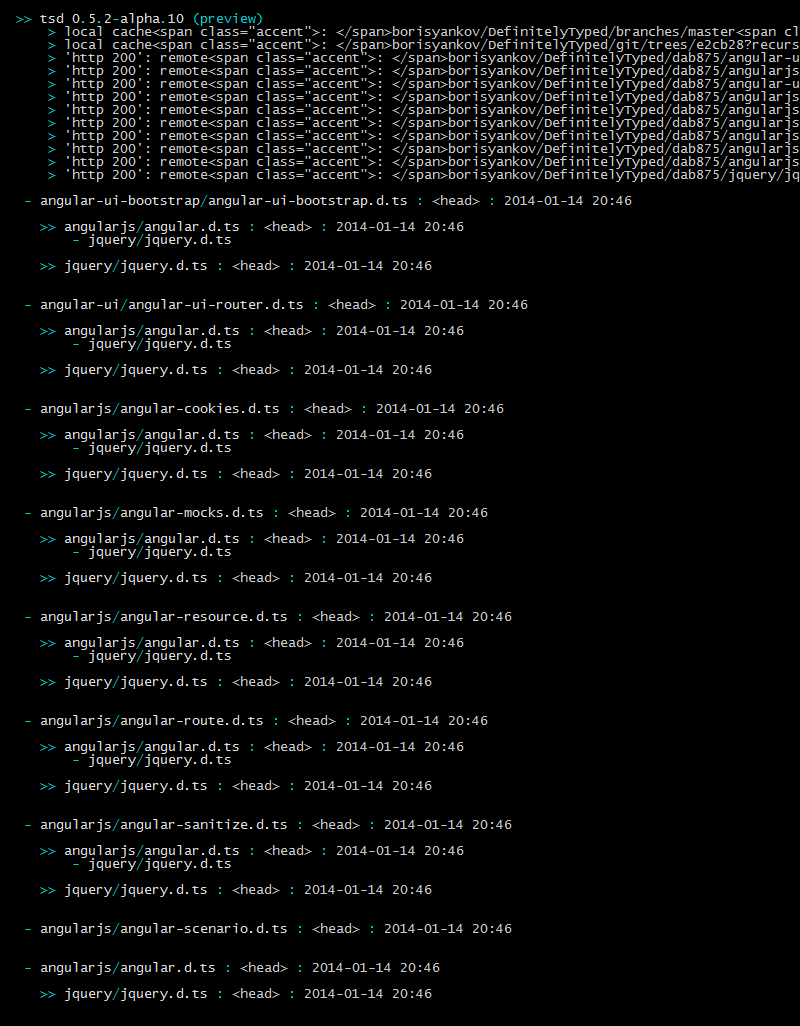 >> tsd 0.5.2-alpha.10 (preview)
> local cache<span class="accent">: </span>borisyankov/DefinitelyTyped/branches/master<span cl
> local cache<span class="accent">: </span>borisyankov/DefinitelyTyped/git/trees/e2cb28?recurs
> 'http 200': remote<span class="accent">: </span>borisyankov/DefinitelyTyped/dab875/angular-u
> 'http 200': remote<span class="accent">: </span>borisyankov/DefinitelyTyped/dab875/angularjs
> 'http 200': remote<span class="accent">: </span>borisyankov/DefinitelyTyped/dab875/angular-u
> 'http 200': remote<span class="accent">: </span>borisyankov/DefinitelyTyped/dab875/angularjs
> 'http 200': remote<span class="accent">: </span>borisyankov/DefinitelyTyped/dab875/angularjs
> 'http 200': remote<span class="accent">: </span>borisyankov/DefinitelyTyped/dab875/angularjs
> 'http 200': remote<span class="accent">: </span>borisyankov/DefinitelyTyped/dab875/angularjs
> 'http 200': remote<span class="accent">: </span>borisyankov/DefinitelyTyped/dab875/angularjs
> 'http 200': remote<span class="accent">: </span>borisyankov/DefinitelyTyped/dab875/angularjs
> 'http 200': remote<span class="accent">: </span>borisyankov/DefinitelyTyped/dab875/jquery/jq
- angular-ui-bootstrap/angular-ui-bootstrap.d.ts : <head> : 2014-01-14 20:46
>> angularjs/angular.d.ts : <head> : 2014-01-14 20:46
- jquery/jquery.d.ts
>> jquery/jquery.d.ts : <head> : 2014-01-14 20:46
- angular-ui/angular-ui-router.d.ts : <head> : 2014-01-14 20:46
>> angularjs/angular.d.ts : <head> : 2014-01-14 20:46
- jquery/jquery.d.ts
>> jquery/jquery.d.ts : <head> : 2014-01-14 20:46
- angularjs/angular-cookies.d.ts : <head> : 2014-01-14 20:46
>> angularjs/angular.d.ts : <head> : 2014-01-14 20:46
- jquery/jquery.d.ts
>> jquery/jquery.d.ts : <head> : 2014-01-14 20:46
- angularjs/angular-mocks.d.ts : <head> : 2014-01-14 20:46
>> angularjs/angular.d.ts : <head> : 2014-01-14 20:46
- jquery/jquery.d.ts
>> jquery/jquery.d.ts : <head> : 2014-01-14 20:46
- angularjs/angular-resource.d.ts : <head> : 2014-01-14 20:46
>> angularjs/angular.d.ts : <head> : 2014-01-14 20:46
- jquery/jquery.d.ts
>> jquery/jquery.d.ts : <head> : 2014-01-14 20:46
- angularjs/angular-route.d.ts : <head> : 2014-01-14 20:46
>> angularjs/angular.d.ts : <head> : 2014-01-14 20:46
- jquery/jquery.d.ts
>> jquery/jquery.d.ts : <head> : 2014-01-14 20:46
- angularjs/angular-sanitize.d.ts : <head> : 2014-01-14 20:46
>> angularjs/angular.d.ts : <head> : 2014-01-14 20:46
- jquery/jquery.d.ts
>> jquery/jquery.d.ts : <head> : 2014-01-14 20:46
- angularjs/angular-scenario.d.ts : <head> : 2014-01-14 20:46
- angularjs/angular.d.ts : <head> : 2014-01-14 20:46
>> jquery/jquery.d.ts : <head> : 2014-01-14 20:46